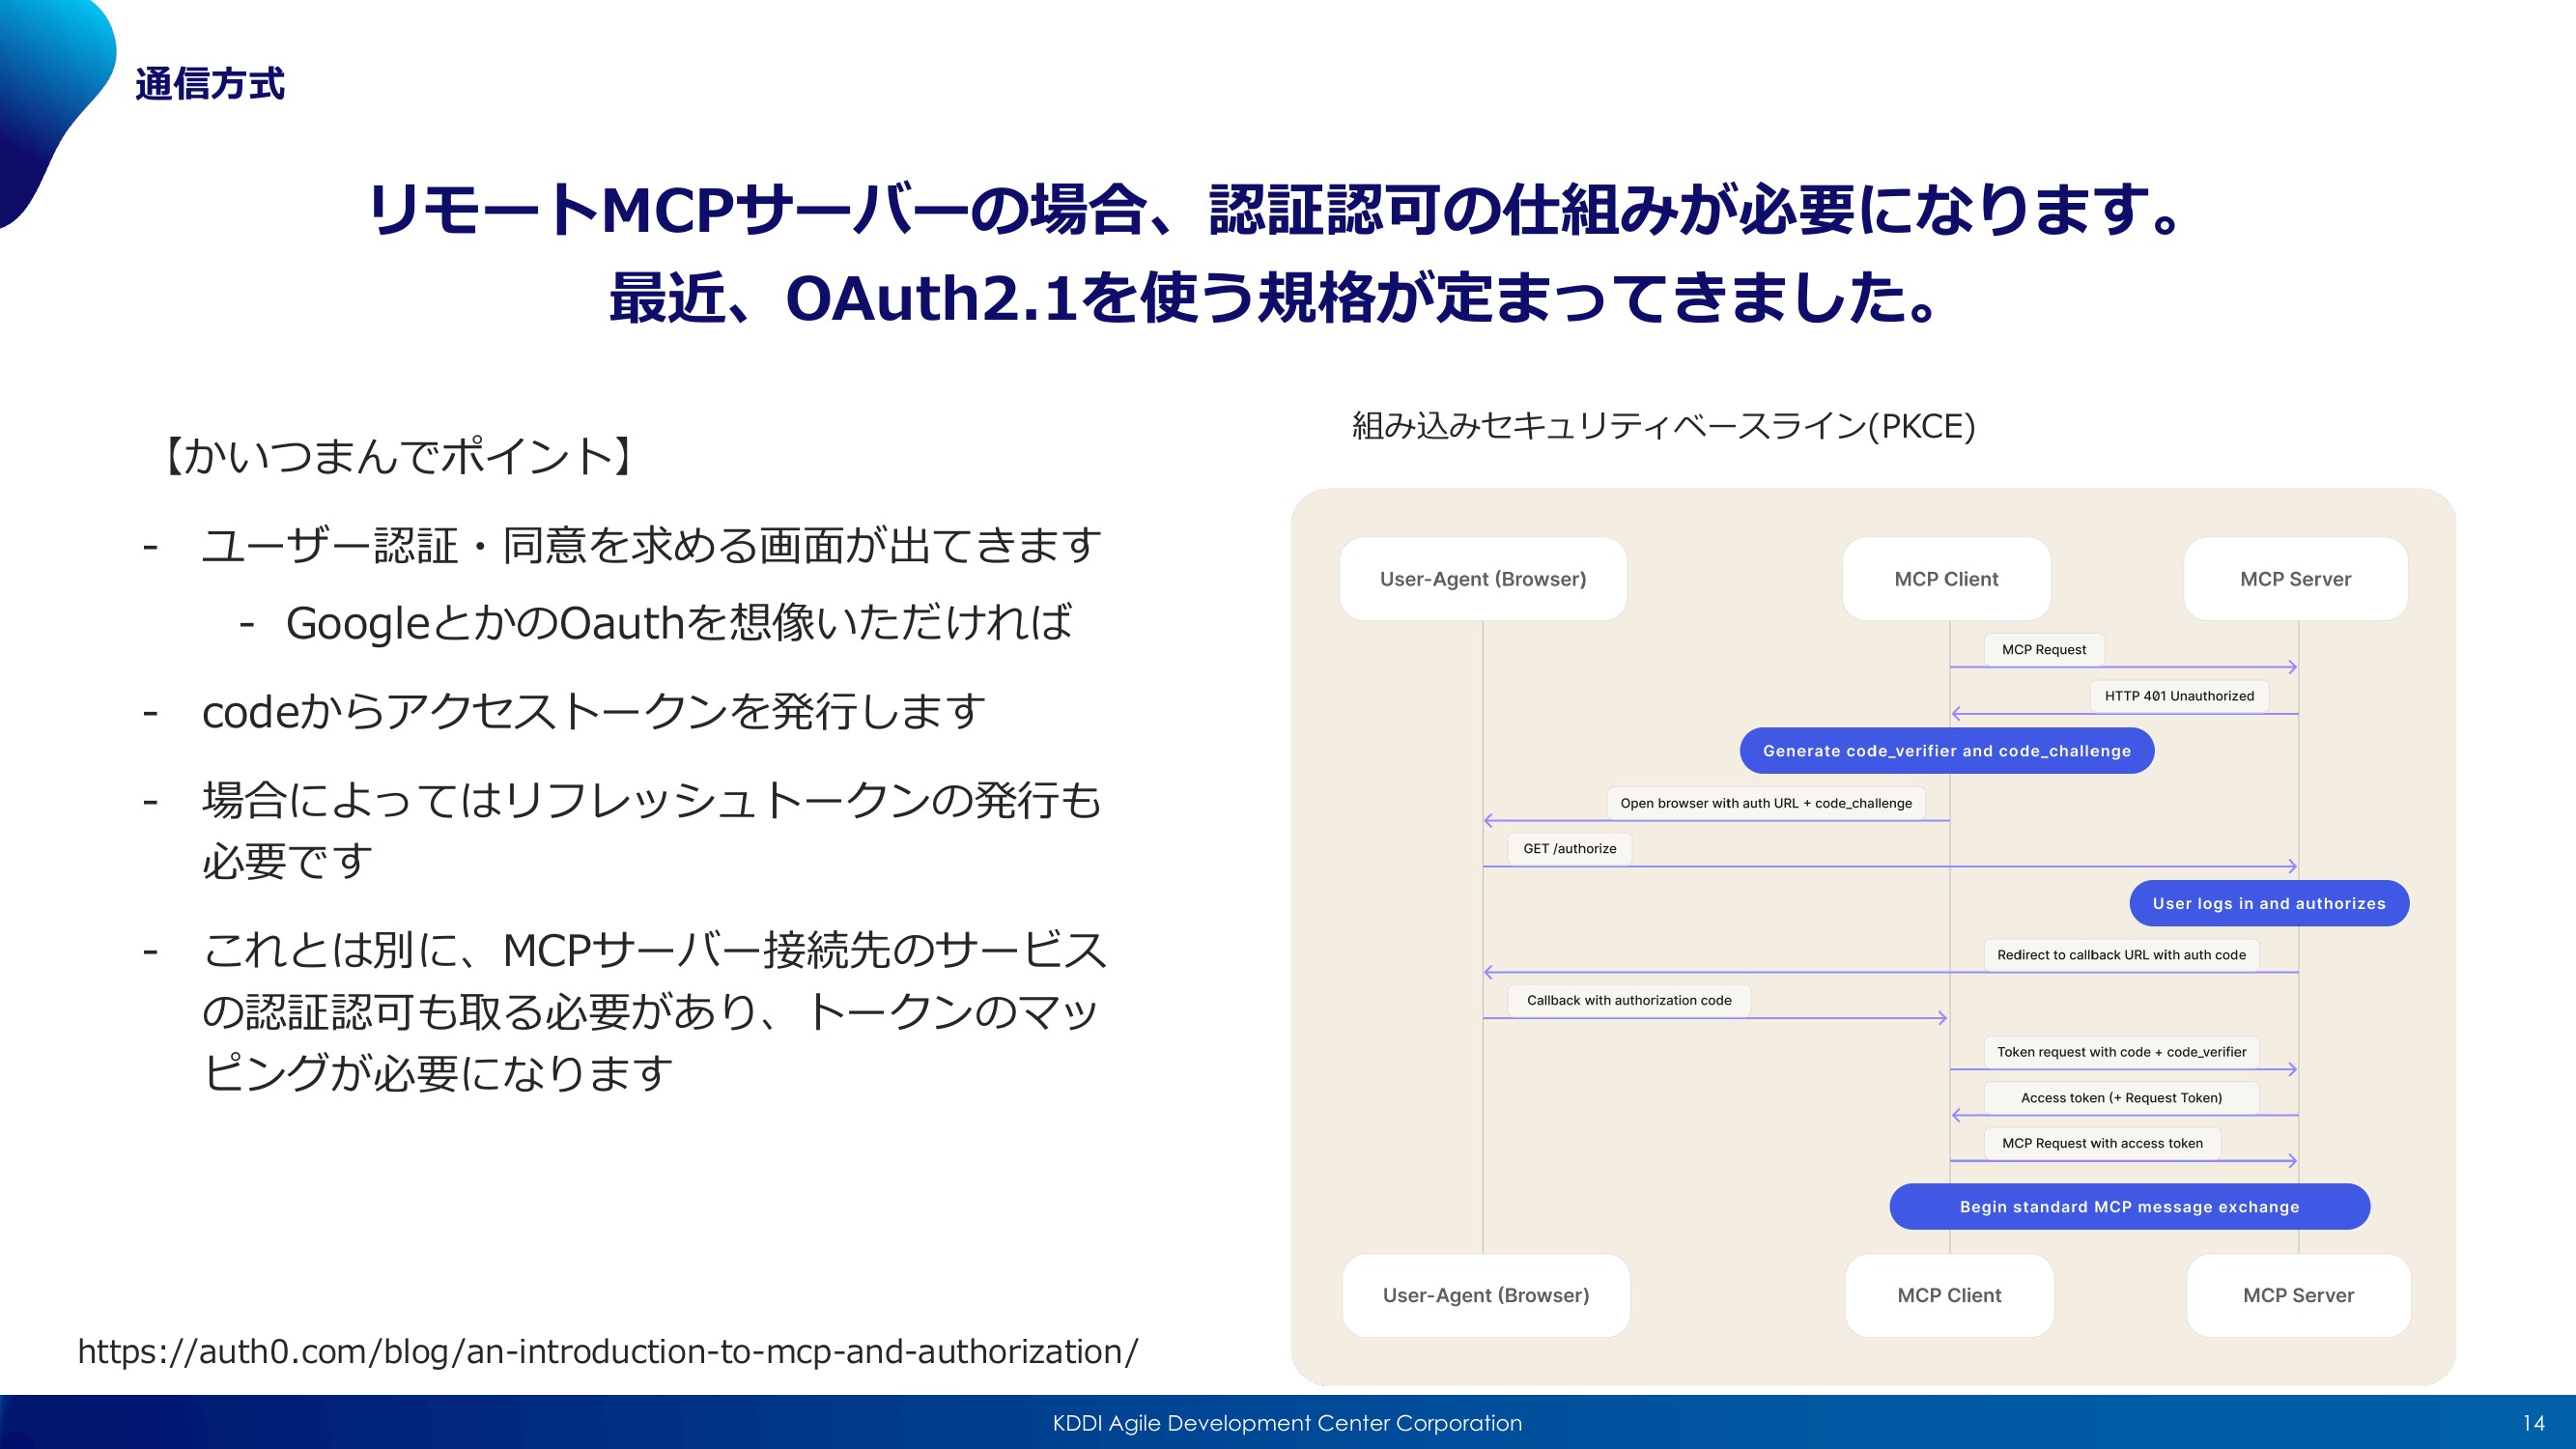 通信方式
リモートMCPサーバーの場合、認証認可の仕組みが必要になります。
最近、OAuth2.1を使う規格が定まってきました。
【かいつまんでポイント】
- ユーザー認証・同意を求める画面が出てきます
- GoogleとかのOauthを想像いただければ
- codeからアクセストークンを発行します
- 場合によってはリフレッシュトークンの発行も
必要です
- これとは別に、MCPサーバー接続先のサービス
の認証認可も取る必要があり、トークンのマッ
ピングが必要になります
https://auth0.com/blog/an-introduction-to-mcp-and-authorization/
組み込みセキュリティベースライン(PKCE)
User-Agent (Browser)
MCP Client
MCP Server
MCP Request
HTTP 401 Unauthorized
Generate code_verifier and code_challenge
Open browser with auth URL + code_challenge
GET /authorize
User logs in and authorizes
Redirect to callback URL with auth code
Callback with authorization code
Token request with code + code_verifier
Access token (+ Request Token)
MCP Request with access token
Begin standard MCP message exchange
User-Agent (Browser)
MCP Client
MCP Server
KDDI Agile Development Center Corporation
14